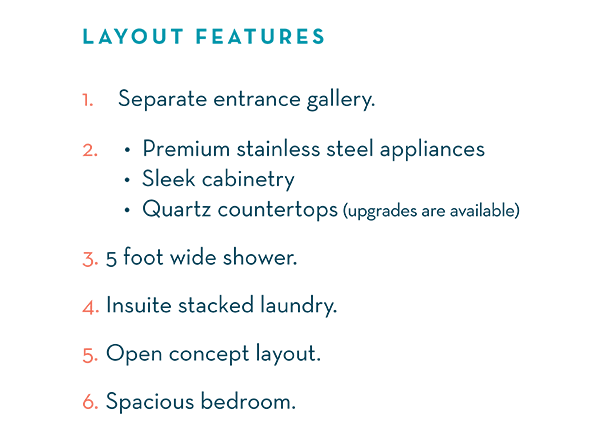 LAYOUT FEATURES
1. Separate entrance gallery.
2. • Premium stainless steel appliances
• Sleek cabinetry
• Quartz countertops (upgrades are available)
3. 5 foot wide shower.
4. Insuite stacked laundry.
5. Open concept layout.
6. Spacious bedroom.